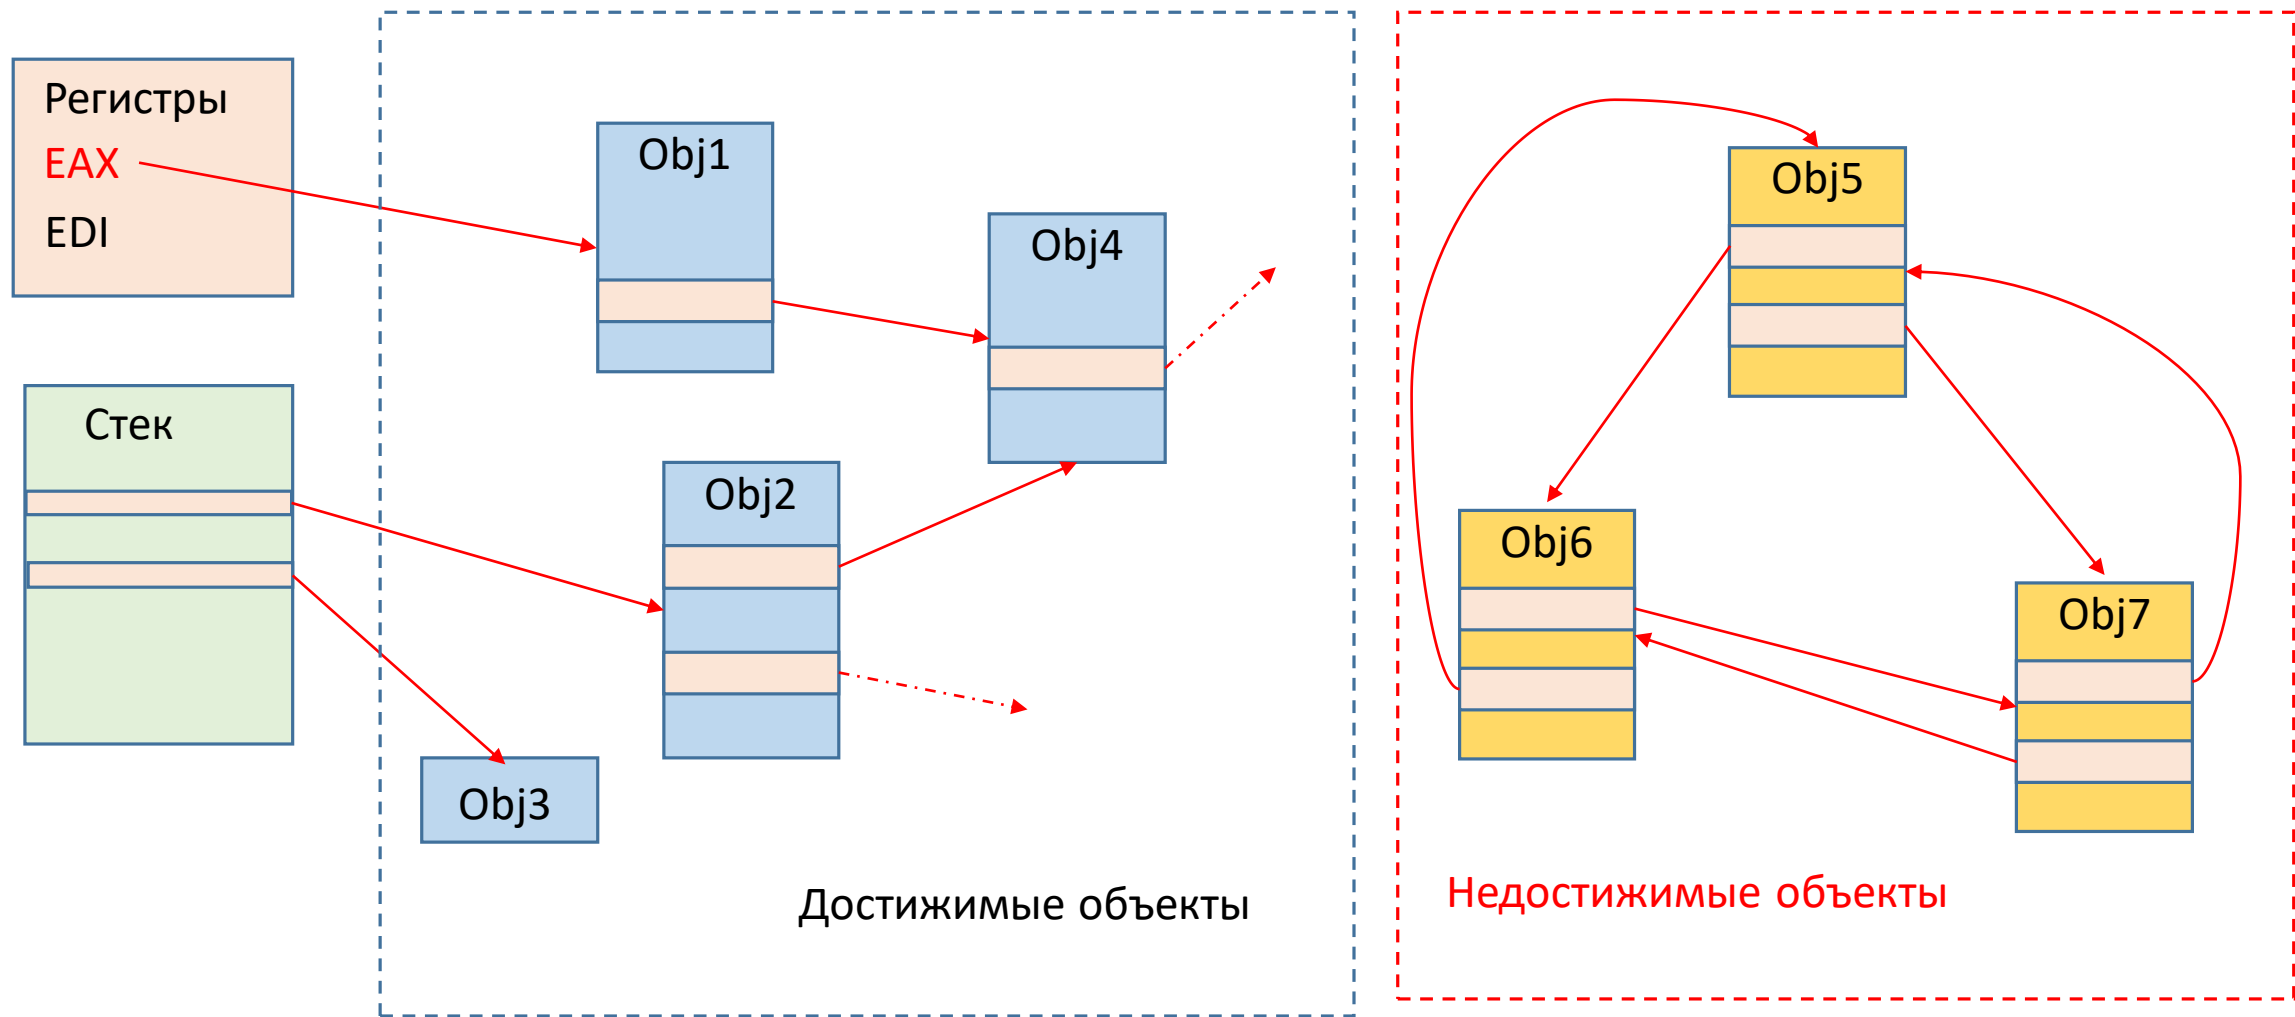 Регистры
EAX
EDI
Стек
Obj1
Obj4
Obj2
Obj3
Достижимые объекты
Obj5
Obj6
Obj7
Недостижимые объекты